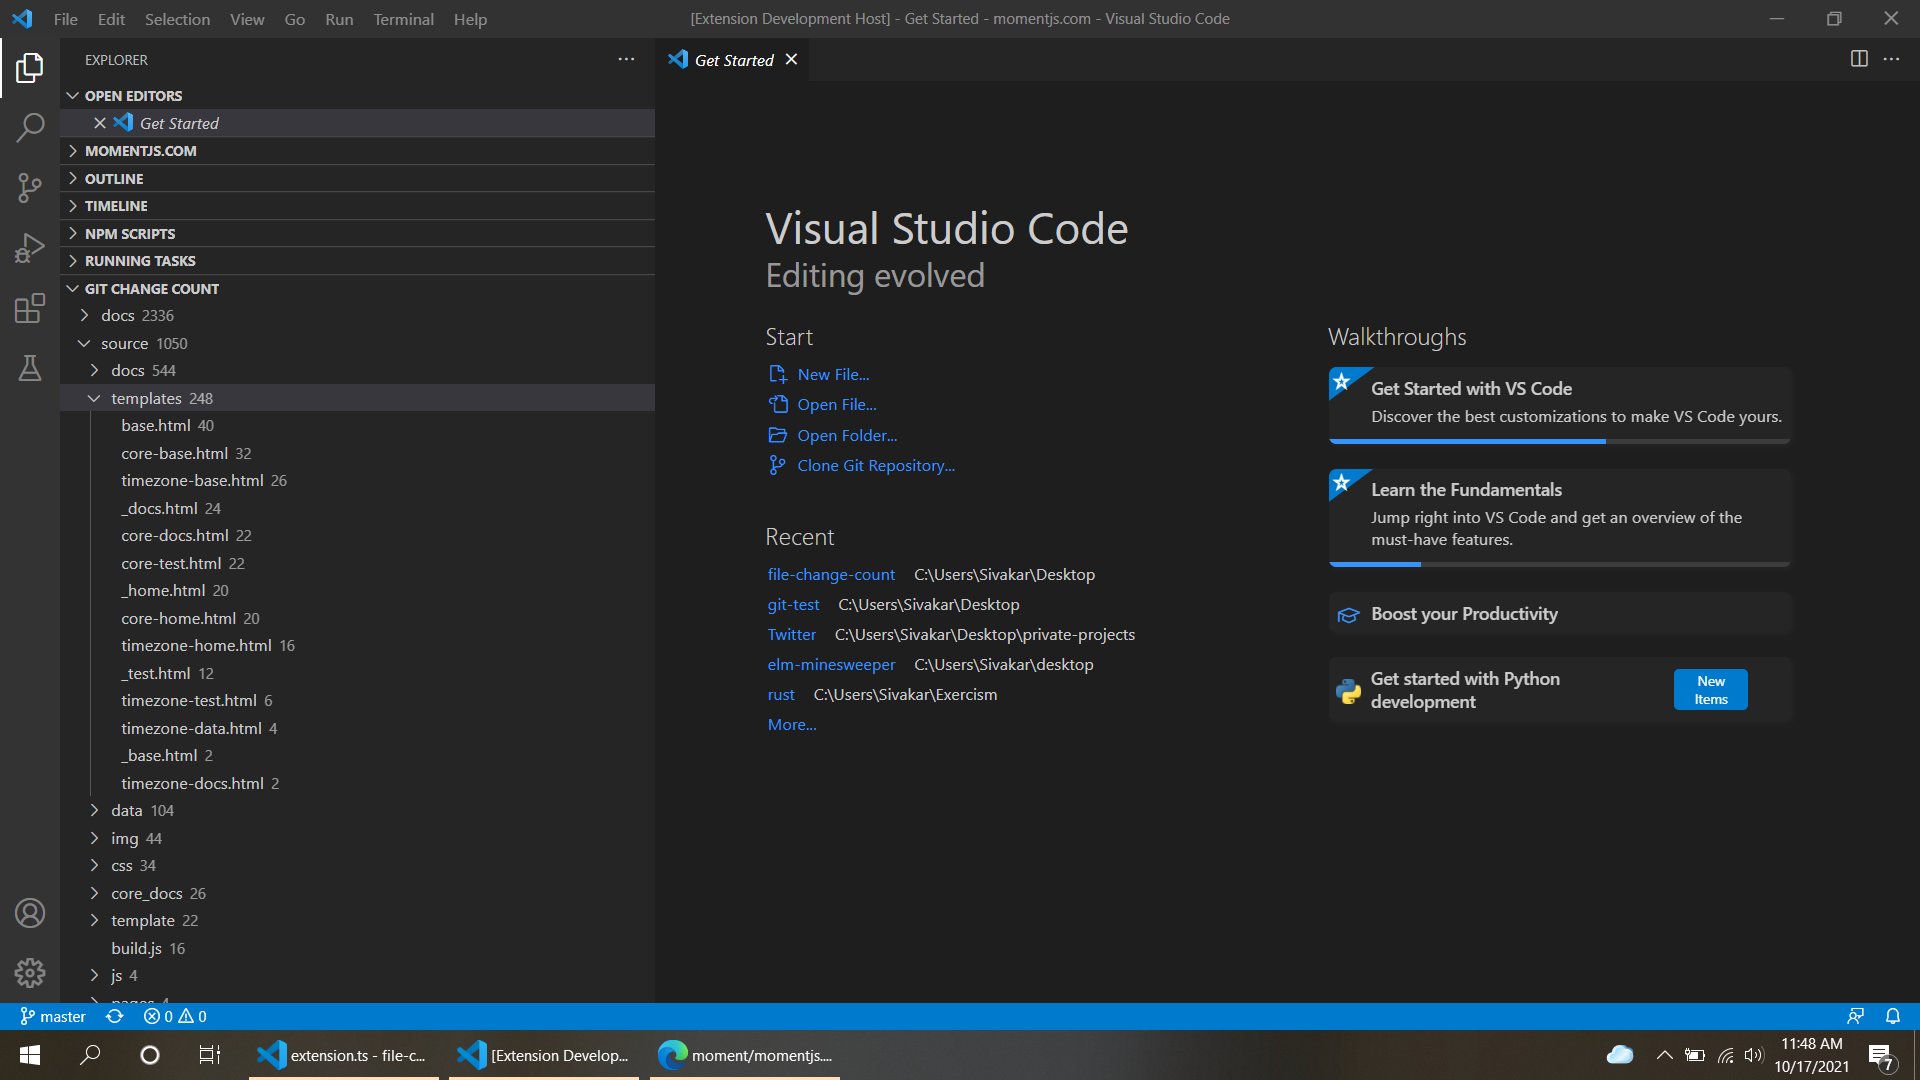 File Edit Selection View Go Run Terminal Help
[Extension Development Host] - Get Started - momentjs.com - Visual Studio Code
EXPLORER
Get Started
OPEN EDITORS
Get Started
MOMENTJS.COM
OUTLINE
TIMELINE
NPM SCRIPTS
RUNNING TASKS
GIT CHANGE COUNT
docs 2336
source 1050
docs 544
templates 248
base.html 40
core-base.html 32
timezone-base.html 26
_docs.html 24
core-docs.html 22
core-test.html 22
_home.html 20
core-home.html 20
timezone-home.html 16
_test.html 12
timezone-test.html 6
timezone-data.html 4
_base.html 2
timezone-docs.html 2
data 104
img 44
css 34
core_docs 26
template 22
build.js 16
js 4
pages 4
Visual Studio Code
Editing evolved
Start
New File...
Open File...
Open Folder...
Clone Git Repository...
Recent
file-change-count C:\Users\Sivakar\Desktop
git-test C:\Users\Sivakar\Desktop
Twitter C:\Users\Sivakar\Desktop\private-projects
elm-minesweeper C:\Users\Sivakar\desktop
rust C:\Users\Sivakar\Exercism
More...
Walkthroughs
Get Started with VS Code
Discover the best customizations to make VS Code yours.
Learn the Fundamentals
Jump right into VS Code and get an overview of the
must-have features.
Boost your Productivity
Get started with Python
development
New
Items
master 0 0
extension.ts - file-c...
[Extension Develop...
moment/momentjs....
11:48 AM
10/17/2021
7